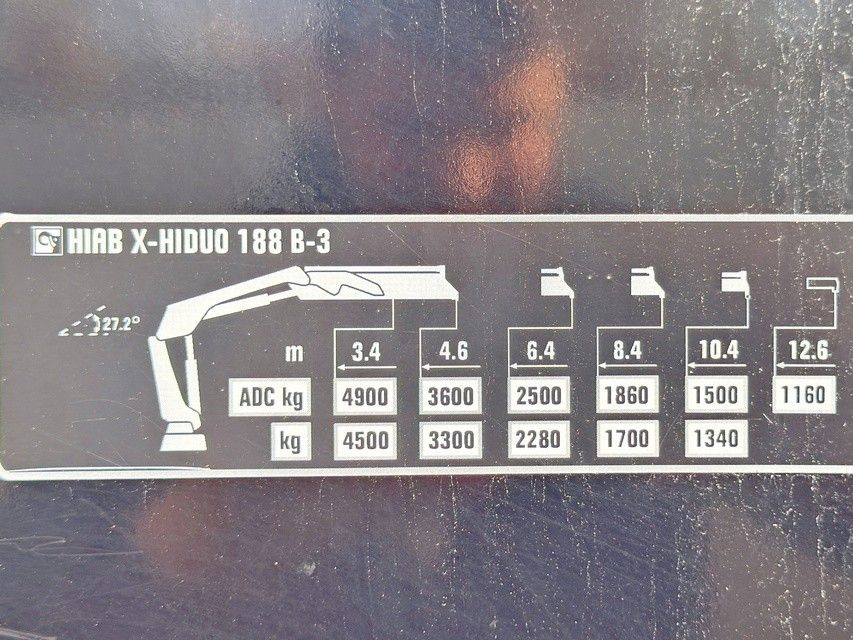 HIAB X-HIDUO 188 B-3
27.2°
m 3.4 4.6 6.4 8.4 10.4 12.6
ADC kg 4900 3600 2500 1860 1500 1160
kg 4500 3300 2280 1700 1340